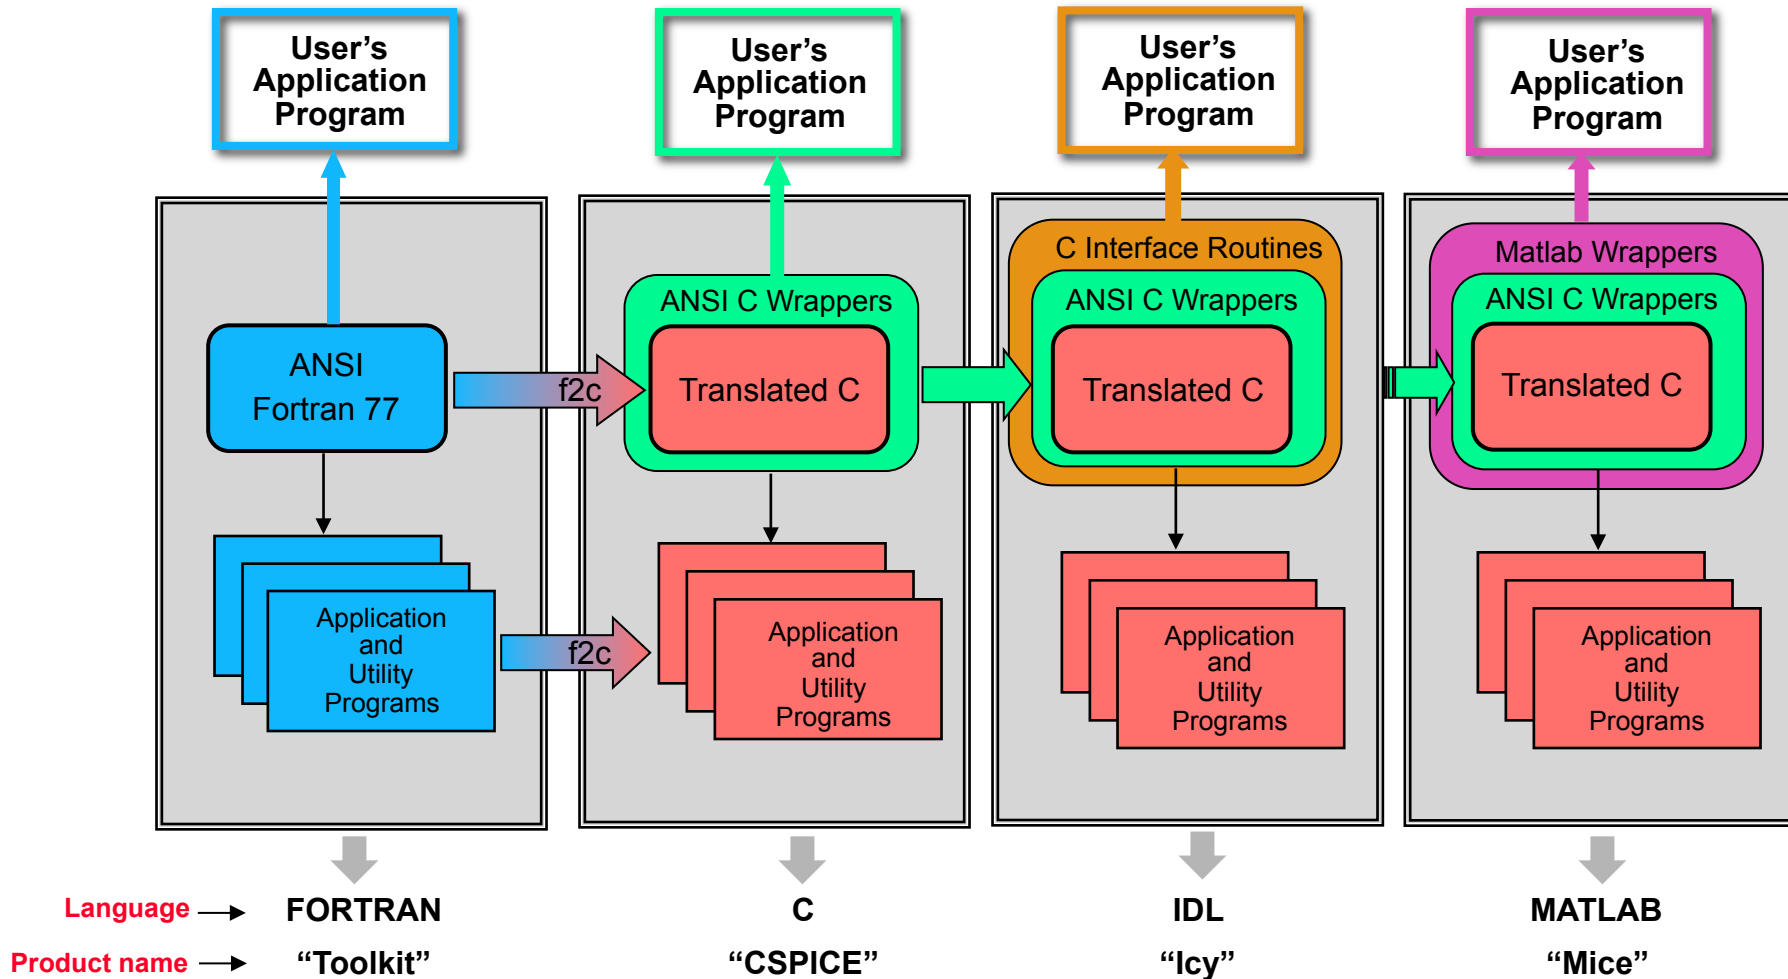 User’s
Application
Program
User’s
Application
Program
User’s
Application
Program
User’s
Application
Program
C Interface Routines
Matlab Wrappers
ANSI C Wrappers
ANSI C Wrappers
ANSI C Wrappers
ANSI
Fortran 77
f2c
Translated C
Translated C
Translated C
Application
and
Utility
Programs
f2c
Application
and
Utility
Programs
Application
and
Utility
Programs
Application
and
Utility
Programs
Language FORTRAN C IDL MATLAB
Product name “Toolkit” “CSPICE” “Icy” “Mice”